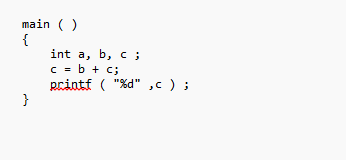 main ( )
{
int a, b, c ;
c = b + c;
printf ( "%d" ,c ) ;
}